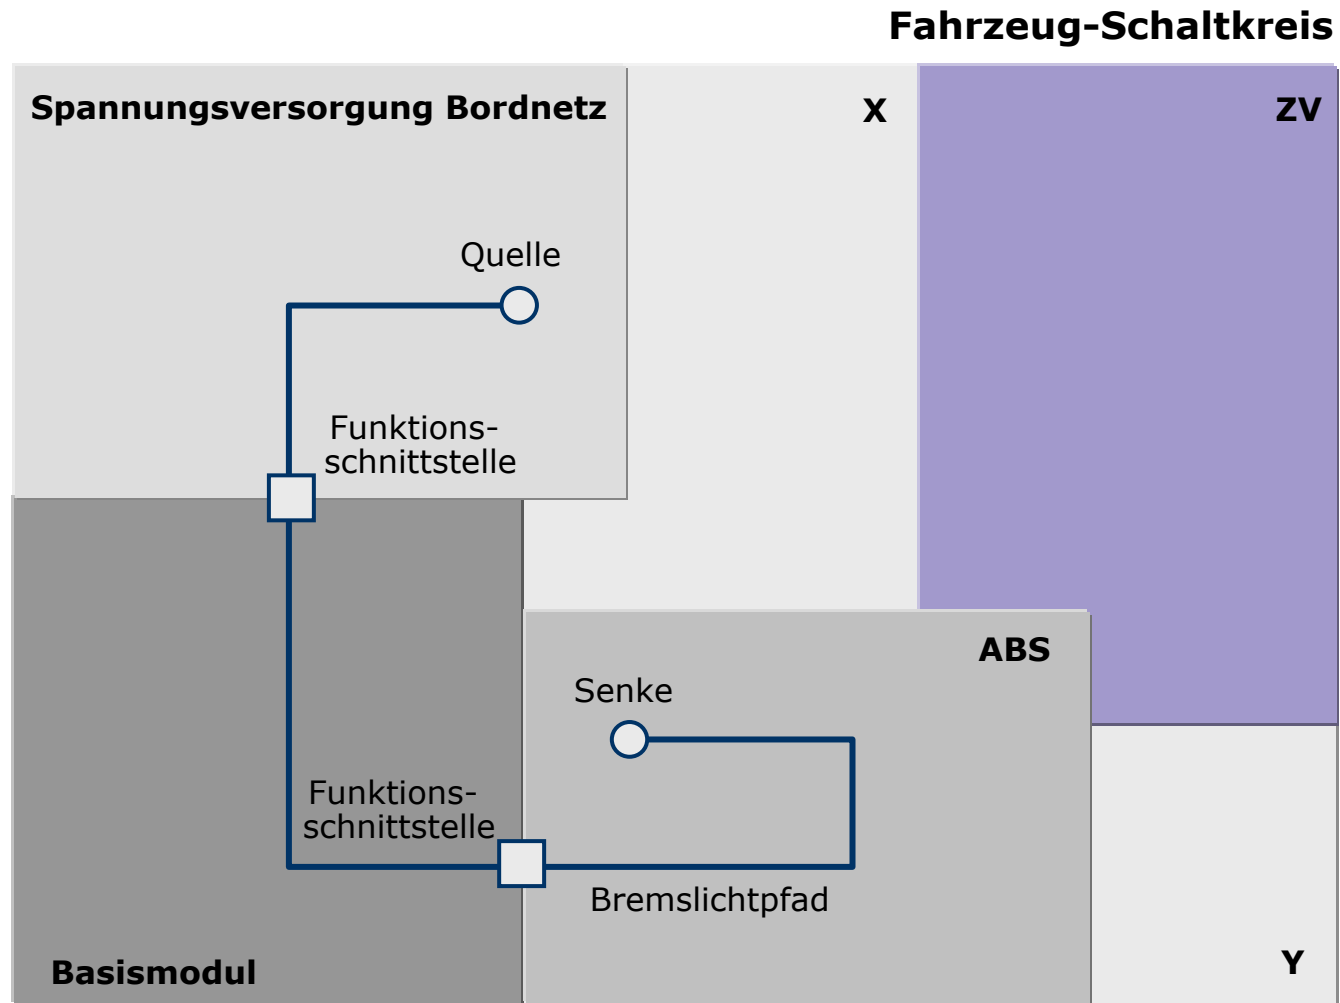 Fahrzeug-Schaltkreis
Spannungsversorgung Bordnetz
X
ZV
Quelle
Funktions-
schnittstelle
ABS
Senke
Funktions-
schnittstelle
Bremslichtpfad
Basismodul
Y